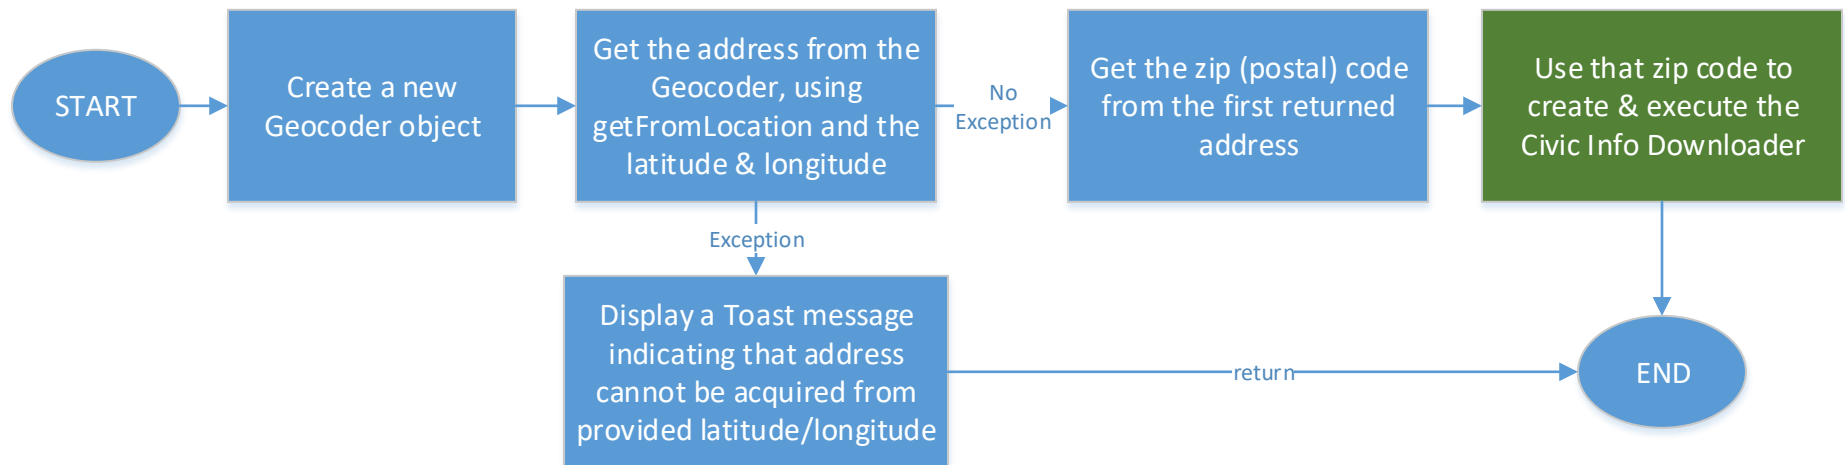 START
Create a new
Geocoder object
Get the address from the
Geocoder, using
getFromLocation and the
latitude & longitude
No
Exception
Get the zip (postal) code
from the first returned
address
Use that zip code to
create & execute the
Civic Info Downloader
Exception
Display a Toast message
indicating that address
cannot be acquired from
provided latitude/longitude
return
END